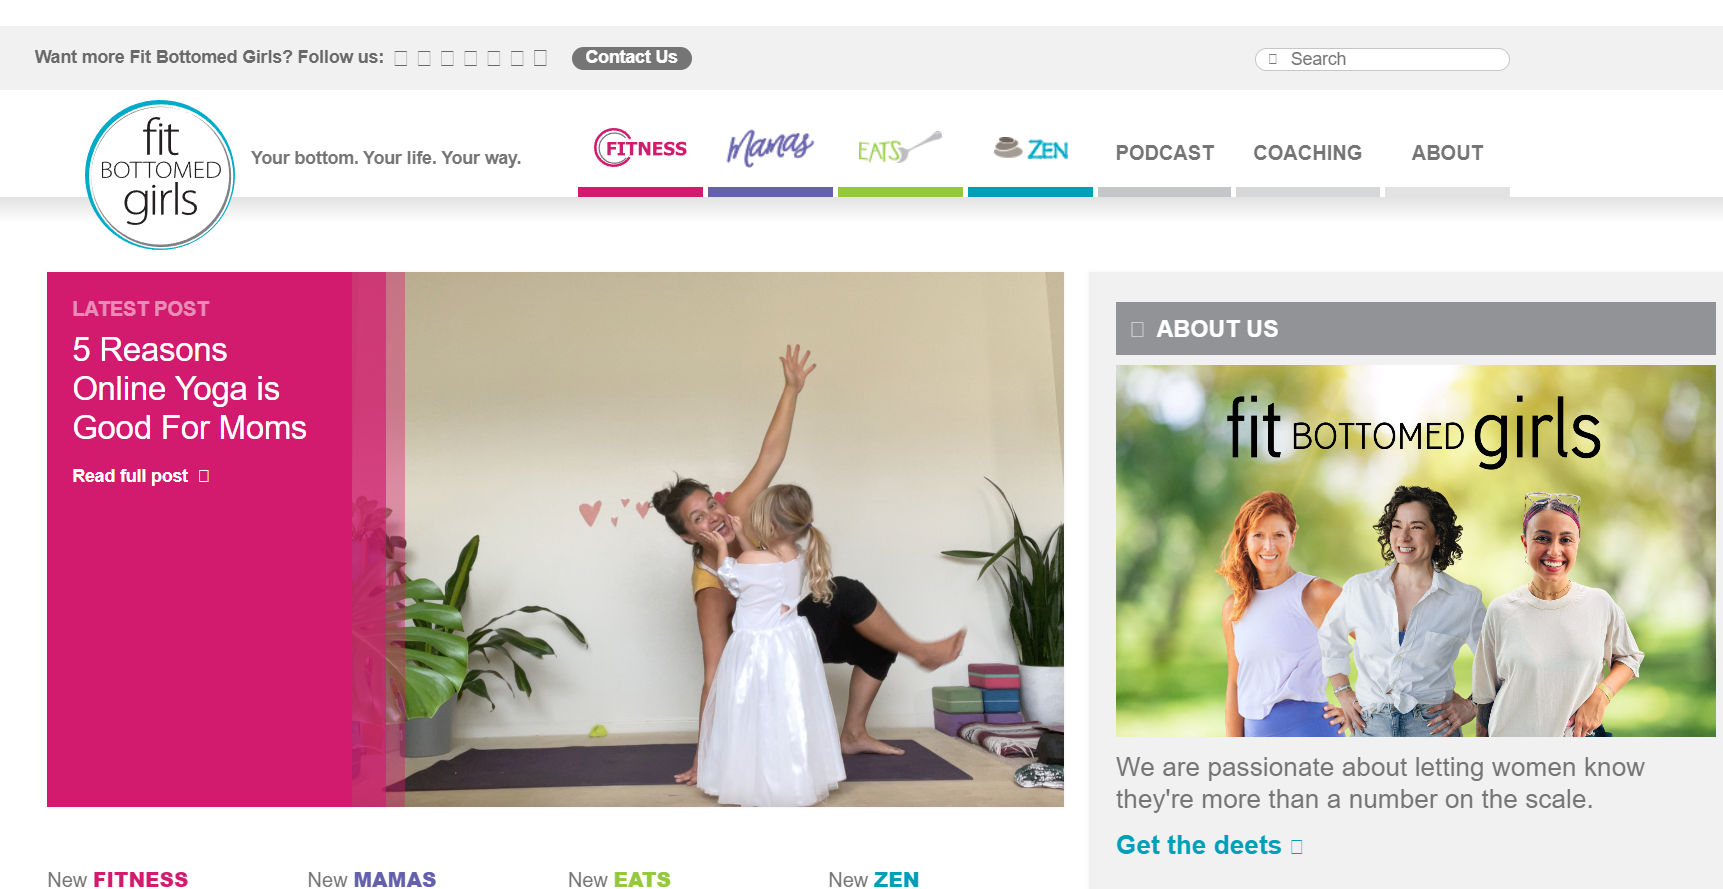 Want more Fit Bottomed Girls? Follow us:
Contact Us
Search
fit
BOTTOMED
girls
Your bottom. Your life. Your way.
FITNESS
Mamas
EATS
ZEN
PODCAST
COACHING
ABOUT
LATEST POST
5 Reasons
Online Yoga is
Good For Moms
Read full post
ABOUT US
fit BOTTOMED girls
We are passionate about letting women know
they're more than a number on the scale.
Get the deets
New FITNESS
New MAMAS
New EATS
New ZEN